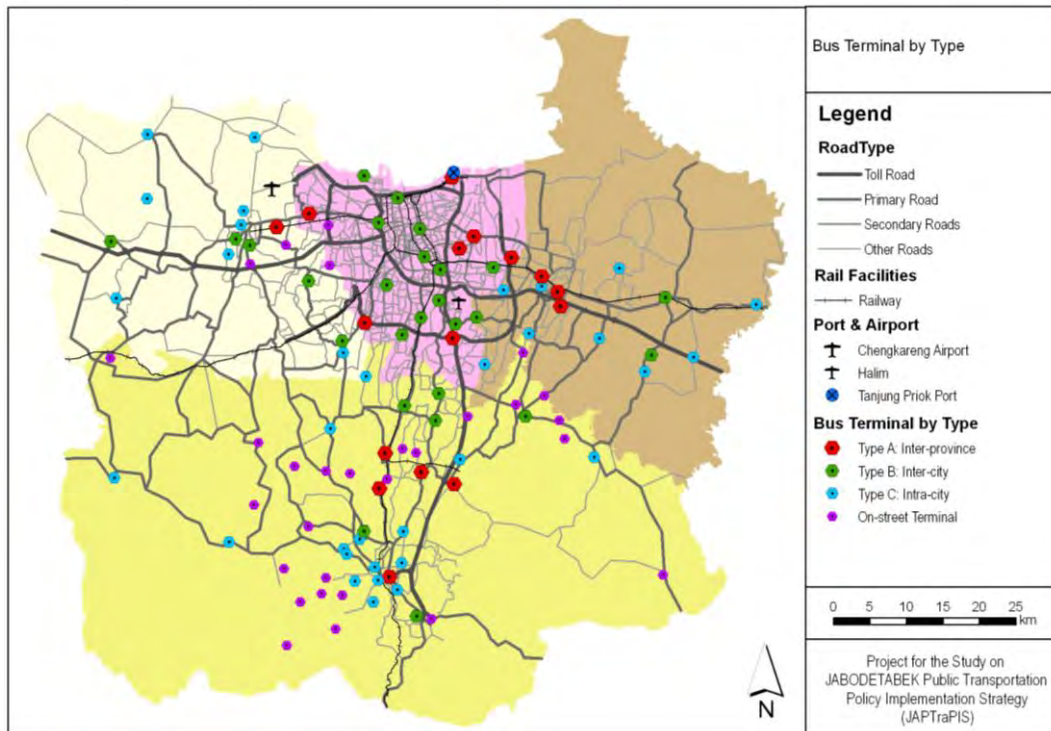 Bus Terminal by Type
Legend
RoadType
Toll Road
Primary Road
Secondary Roads
Other Roads
Rail Facilities
Railway
Port & Airport
Chengkareng Airport
Halim
Tanjung Priok Port
Bus Terminal by Type
Type A: Inter-province
Type B: Inter-city
Type C: Intra-city
On-street Terminal
0 5 10 15 20 25
km
N
Project for the Study on
JABODETABEK Public Transportation
Policy Implementation Strategy
(JAPTraPIS)